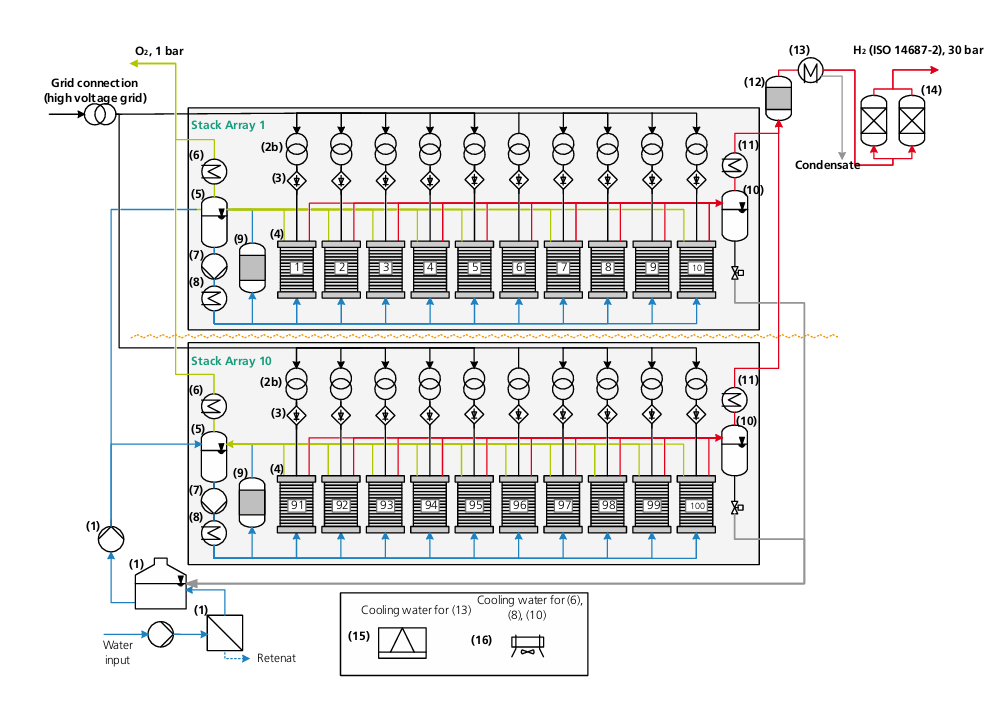 O₂, 1 bar
(13)
H₂ (ISO 14687-2), 30 bar
Grid connection
(high voltage grid)
(12)
(14)
Stack Array 1
(2b)
(11)
(6)
Condensate
(3)
(5)
(10)
(4)
(9)
(7)
1 2 3 4 5 6 7 8 9 10
(8)
Stack Array 10
(2b)
(11)
(6)
(3)
(5)
(10)
(4)
(9)
(7)
91 92 93 94 95 96 97 98 99 100
(8)
(1)
(1)
(1)
Water
input
Retenat
Cooling water for (13)
Cooling water for (6),
(8), (10)
(15)
(16)